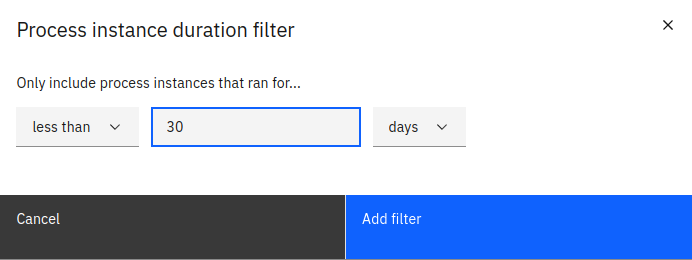 Process instance duration filter
Only include process instances that ran for...
less than 30 days
Cancel Add filter